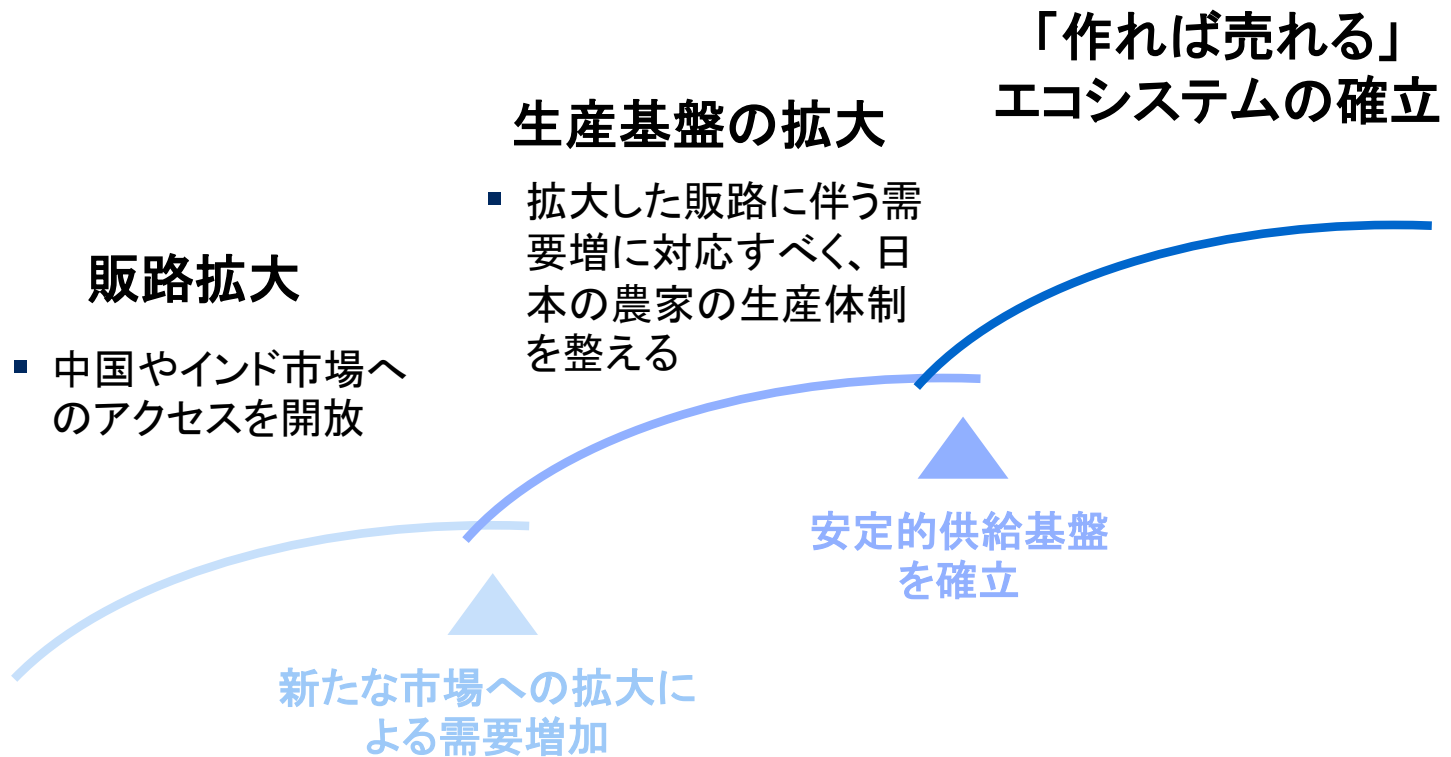 「作れば売れる」
エコシステムの確立
生産基盤の拡大
▪ 拡大した販路に伴う需
要増に対応すべく、日
本の農家の生産体制
を整える
販路拡大
▪ 中国やインド市場へ
のアクセスを開放
安定的供給基盤
を確立
新たな市場への拡大に
よる需要増加